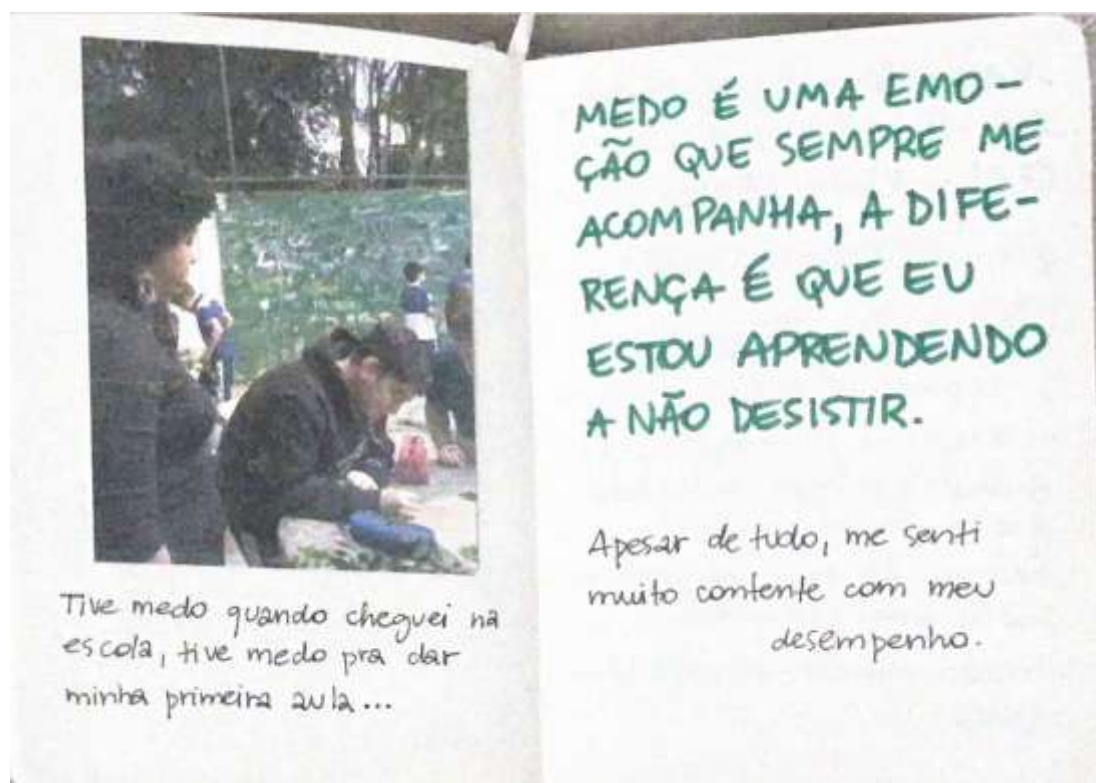 Tive medo quando cheguei na
escola, tive medo pra dar
minha primeira aula...
MEDO É UMA EMO-
ÇÃO QUE SEMPRE ME
ACOMPANHA, A DIFE-
RENÇA É QUE EU
ESTOU APRENDENDO
A NÃO DESISTIR.
Apesar de tudo, me senti
muito contente com meu
desempenho.